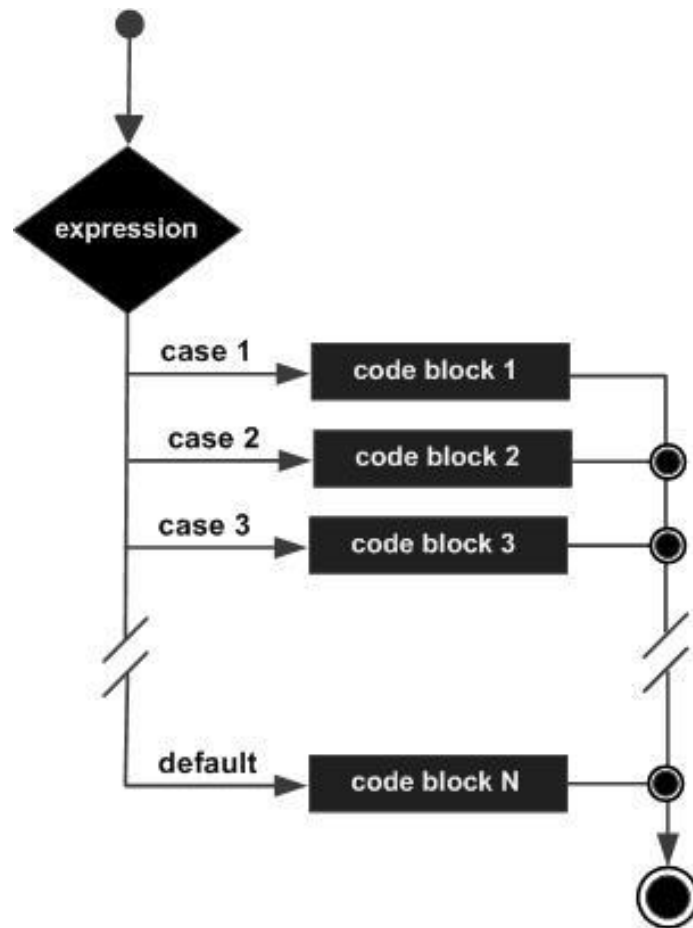 expression
case 1
code block 1
case 2
code block 2
case 3
code block 3
default
code block N